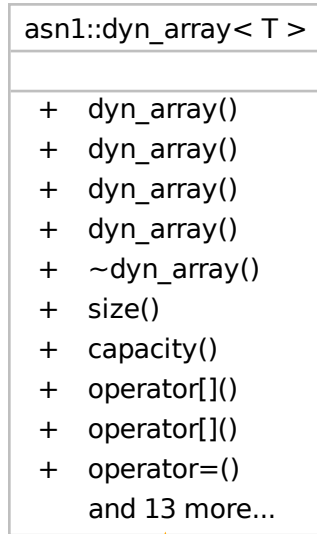 asn1::dyn_array< T >
+ dyn_array()
+ dyn_array()
+ dyn_array()
+ dyn_array()
+ ~dyn_array()
+ size()
+ capacity()
+ operator[]()
+ operator[]()
+ operator=()
and 13 more...